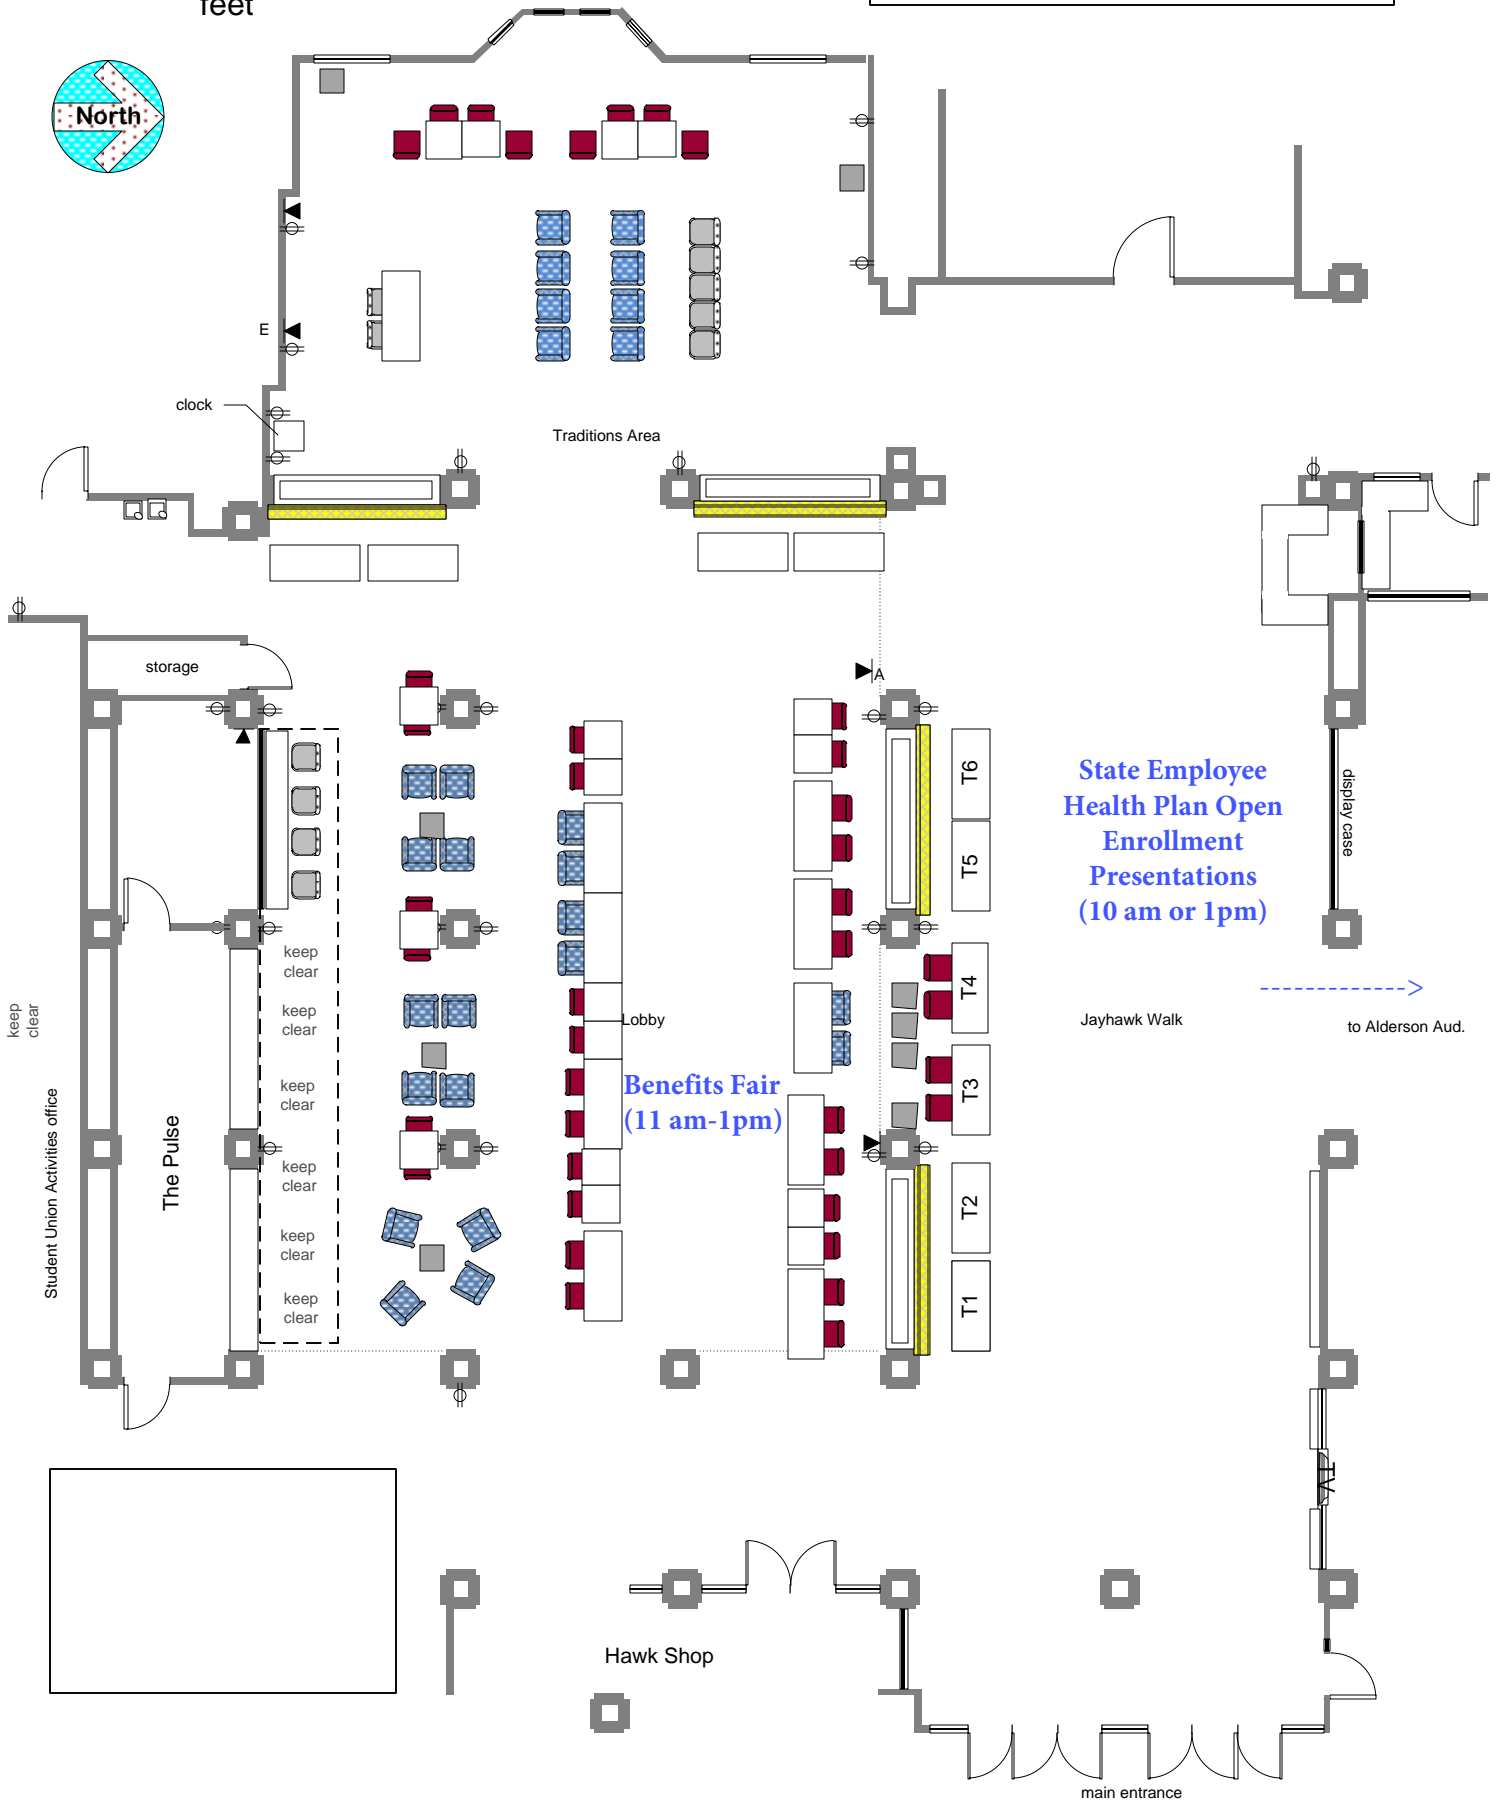 feet
North
E
clock
Traditions Area
storage
A
T6
State Employee
Health Plan Open
Enrollment
Presentations
(10 am or 1pm)
display case
T5
keep
clear
keep
clear
T4
keep
clear
Lobby
Jayhawk Walk
to Alderson Aud.
Benefits Fair
(11 am-1pm)
T3
keep
clear
Student Union Activities office
The Pulse
keep
clear
T2
keep
clear
keep
clear
T1
TV
Hawk Shop
main entrance